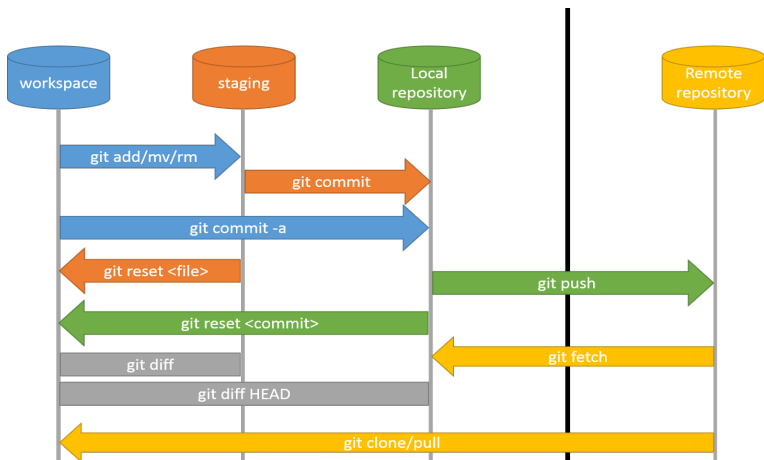 workspace
staging
Local
repository
Remote
repository
git add/mv/rm
git commit
git commit -a
git reset <file>
git push
git reset <commit>
git fetch
git diff
git diff HEAD
git clone/pull